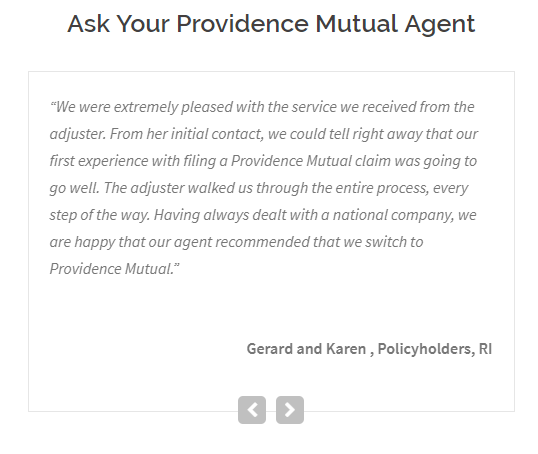 Ask Your Providence Mutual Agent
“We were extremely pleased with the service we received from the
adjuster. From her initial contact, we could tell right away that our
first experience with filing a Providence Mutual claim was going to
go well. The adjuster walked us through the entire process, every
step of the way. Having always dealt with a national company, we
are happy that our agent recommended that we switch to
Providence Mutual.”
Gerard and Karen , Policyholders, RI